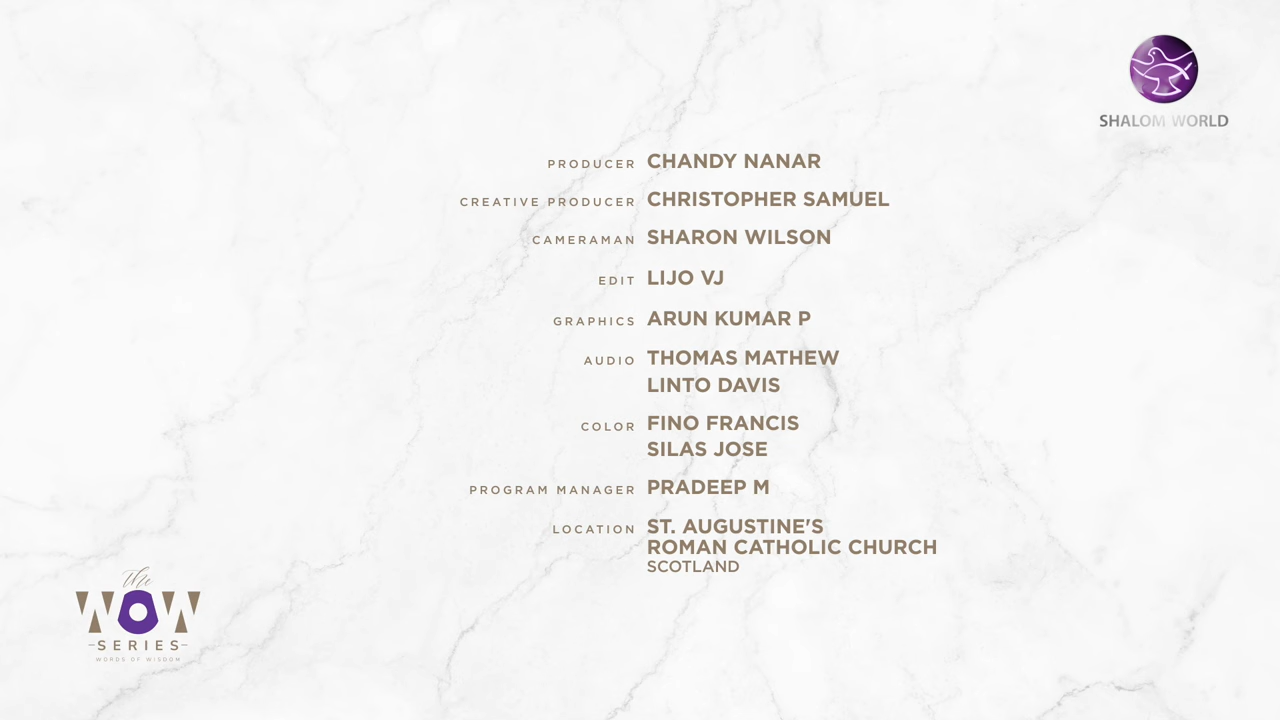 SHALOM WORLD
PRODUCER CHANDY NANAR
CREATIVE PRODUCER CHRISTOPHER SAMUEL
CAMERAMAN SHARON WILSON
EDIT LIJO VJ
GRAPHICS ARUN KUMAR P
AUDIO THOMAS MATHEW
LINTO DAVIS
COLOR FINO FRANCIS
SILAS JOSE
PROGRAM MANAGER PRADEEP M
LOCATION ST. AUGUSTINE'S
ROMAN CATHOLIC CHURCH
SCOTLAND
the
WOW
-SERIES-
WORDS OF WISDOM